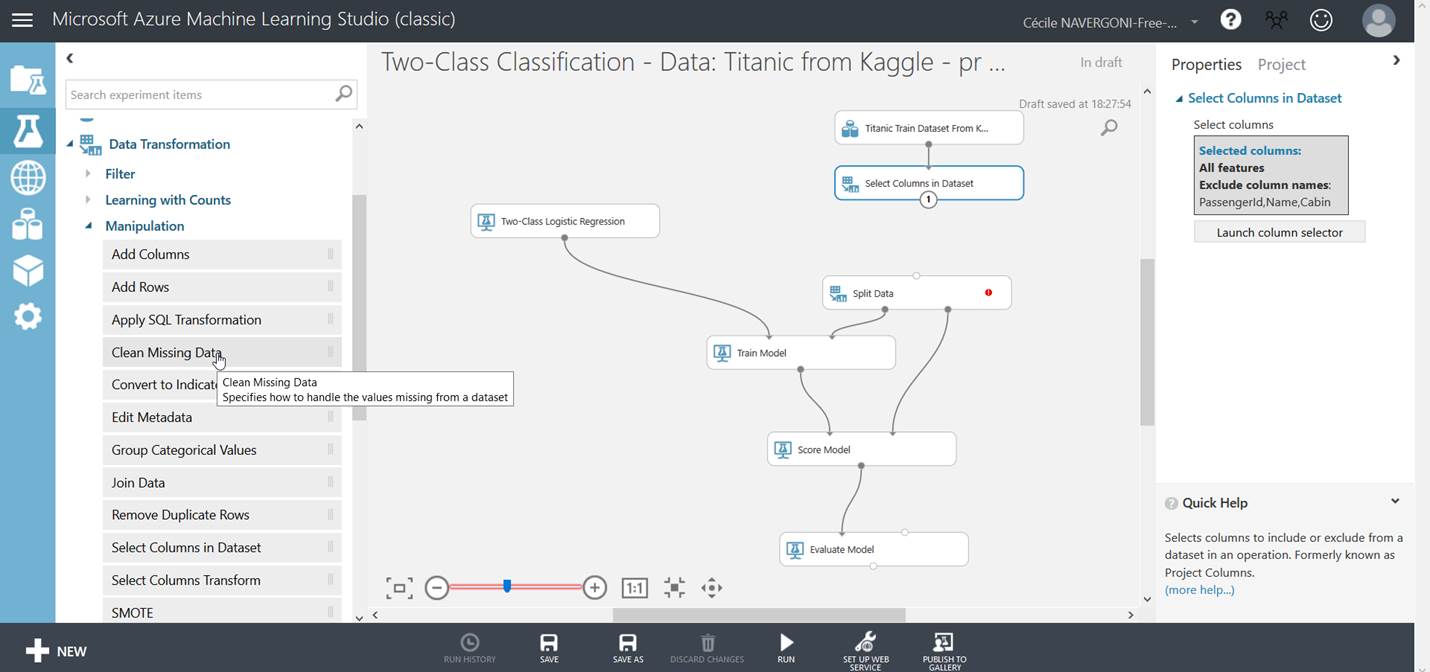 Microsoft Azure Machine Learning Studio (classic)
Cécile NAVERGONI-Free-...
Search experiment items
Data Transformation
Filter
Learning with Counts
Manipulation
Add Columns
Add Rows
Apply SQL Transformation
Clean Missing Data
Convert to Indicato
Clean Missing Data
Specifies how to handle the values missing from a dataset
Edit Metadata
Group Categorical Values
Join Data
Remove Duplicate Rows
Select Columns in Dataset
Select Columns Transform
SMOTE
Two-Class Classification - Data: Titanic from Kaggle - pr ...
In draft
Draft saved at 18:27:54
Titanic Train Dataset From K...
Select Columns in Dataset
1
Two-Class Logistic Regression
Split Data
Train Model
Score Model
Evaluate Model
1:1
Properties
Project
Select Columns in Dataset
Select columns
Selected columns:
All features
Exclude column names:
PassengerId,Name,Cabin
Launch column selector
Quick Help
Selects columns to include or exclude from a
dataset in an operation. Formerly known as
Project Columns.
(more help...)
NEW
RUN HISTORY
SAVE
SAVE AS
DISCARD CHANGES
RUN
SET UP WEB
SERVICE
PUBLISH TO
GALLERY